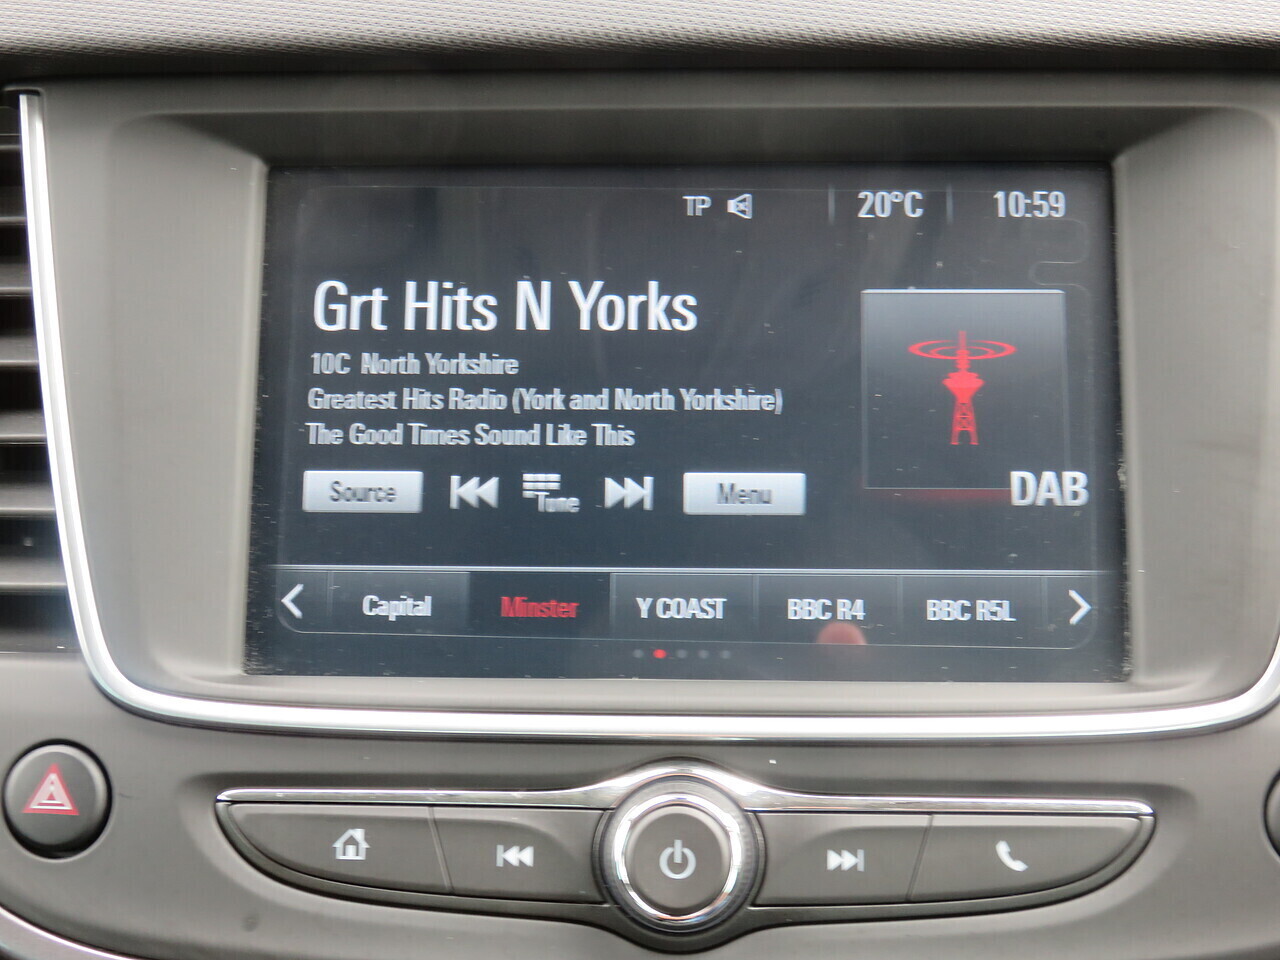 TP 20°C 10:59
Grt Hits N Yorks
10C North Yorkshire
Greatest Hits Radio (York and North Yorkshire)
The Good Times Sound Like This
Source Tune Menu
DAB
Capital Minster Y COAST BBC R4 BBC R5L